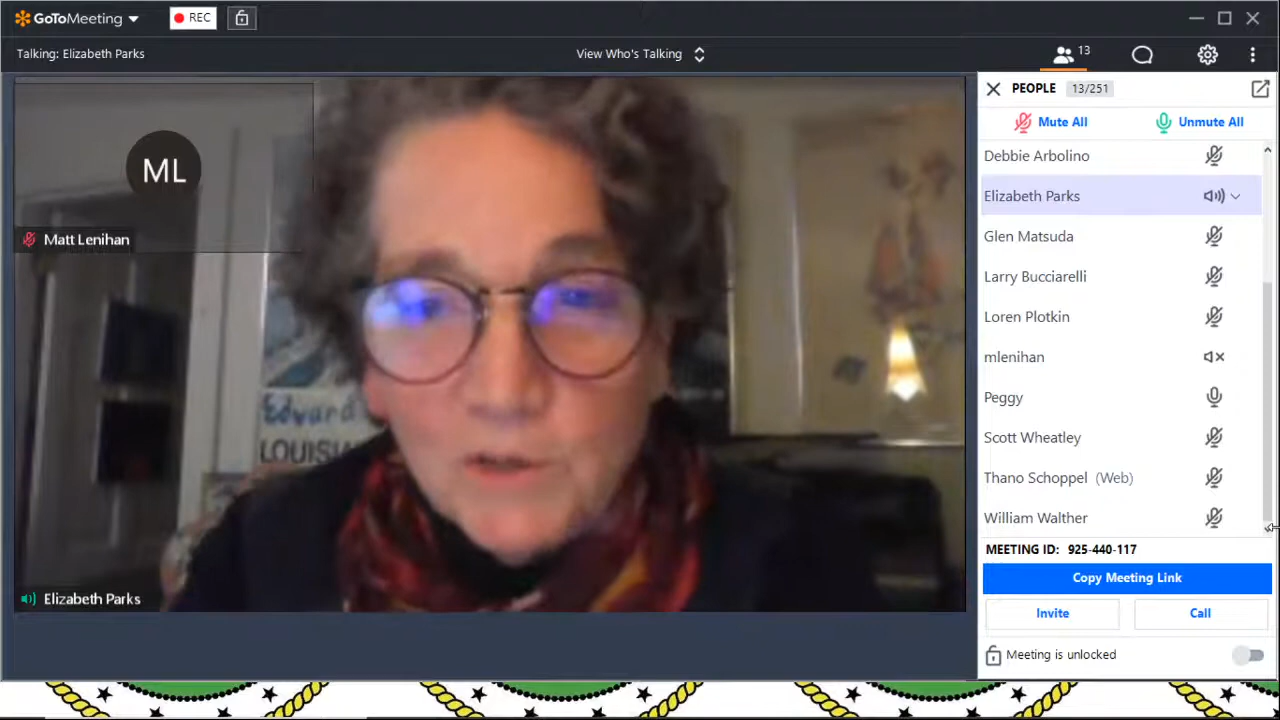 GoToMeeting
REC
Talking: Elizabeth Parks
View Who's Talking
13
PEOPLE 13/251
Mute All
Unmute All
Debbie Arbolino
Elizabeth Parks
Glen Matsuda
Larry Bucciarelli
Loren Plotkin
mlenihan
Peggy
Scott Wheatley
Thano Schoppel (Web)
William Walther
MEETING ID: 925-440-117
Copy Meeting Link
Invite
Call
Meeting is unlocked
ML
Matt Lenihan
Edward
Elizabeth Parks